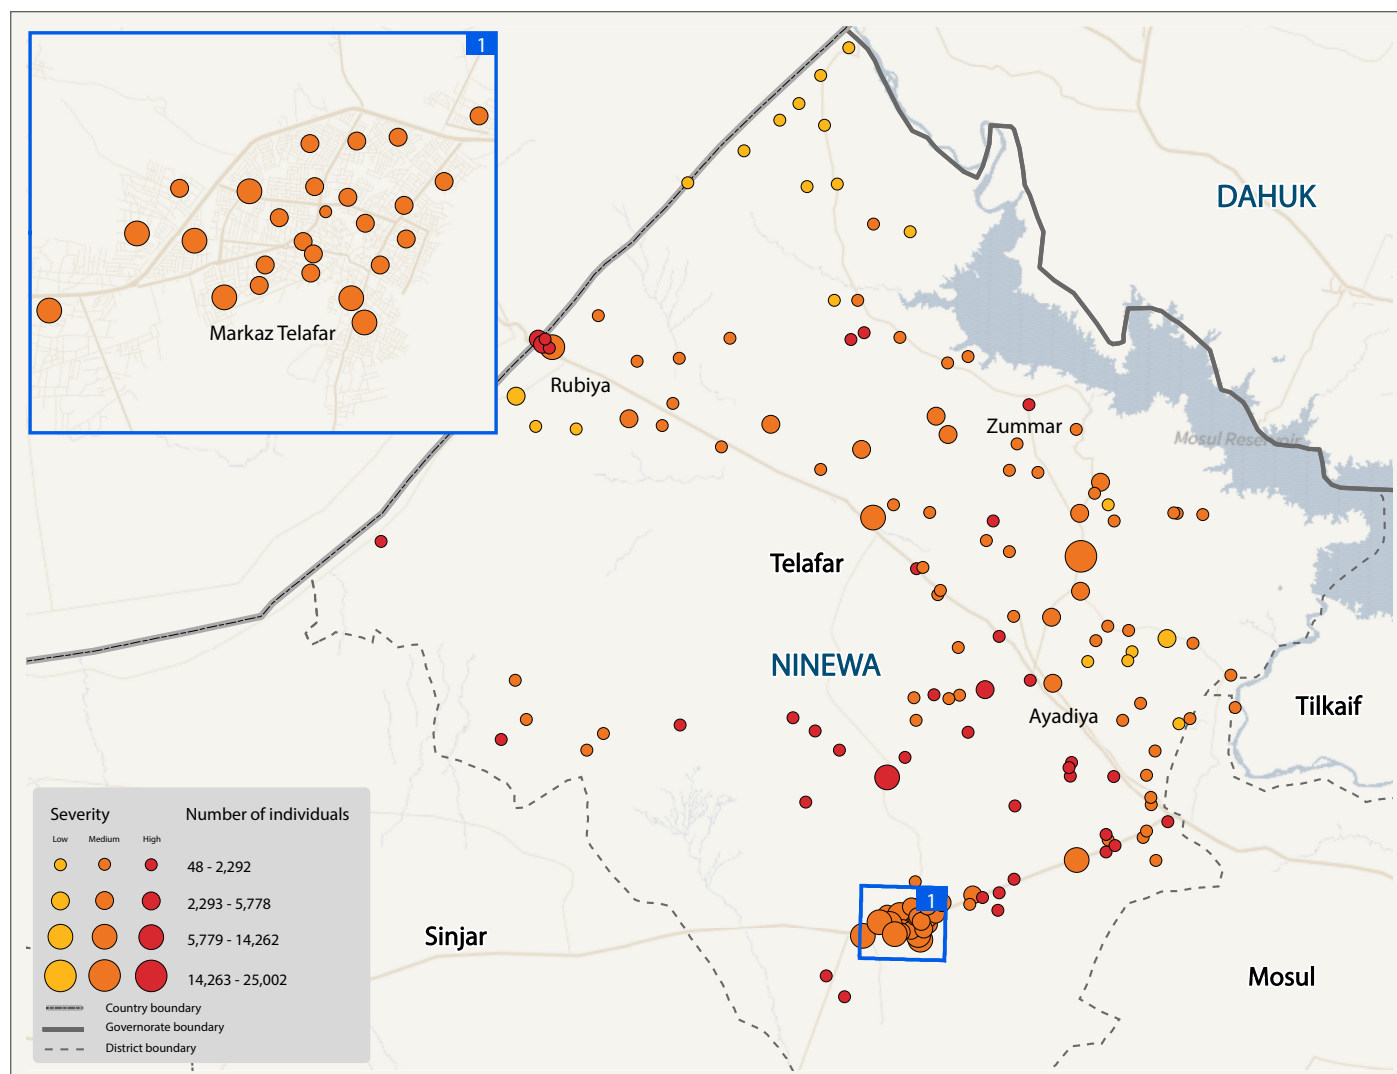 1
DAHUK
Markaz Telafar
Rubiya
Zummar
Mosul Reservoir
Telafar
NINEWA
Ayadiya
Tilkaif
Sinjar
1
Mosul
Severity
Number of individuals
Low Medium High
48 - 2,292
2,293 - 5,778
5,779 - 14,262
14,263 - 25,002
Country boundary
Governorate boundary
District boundary